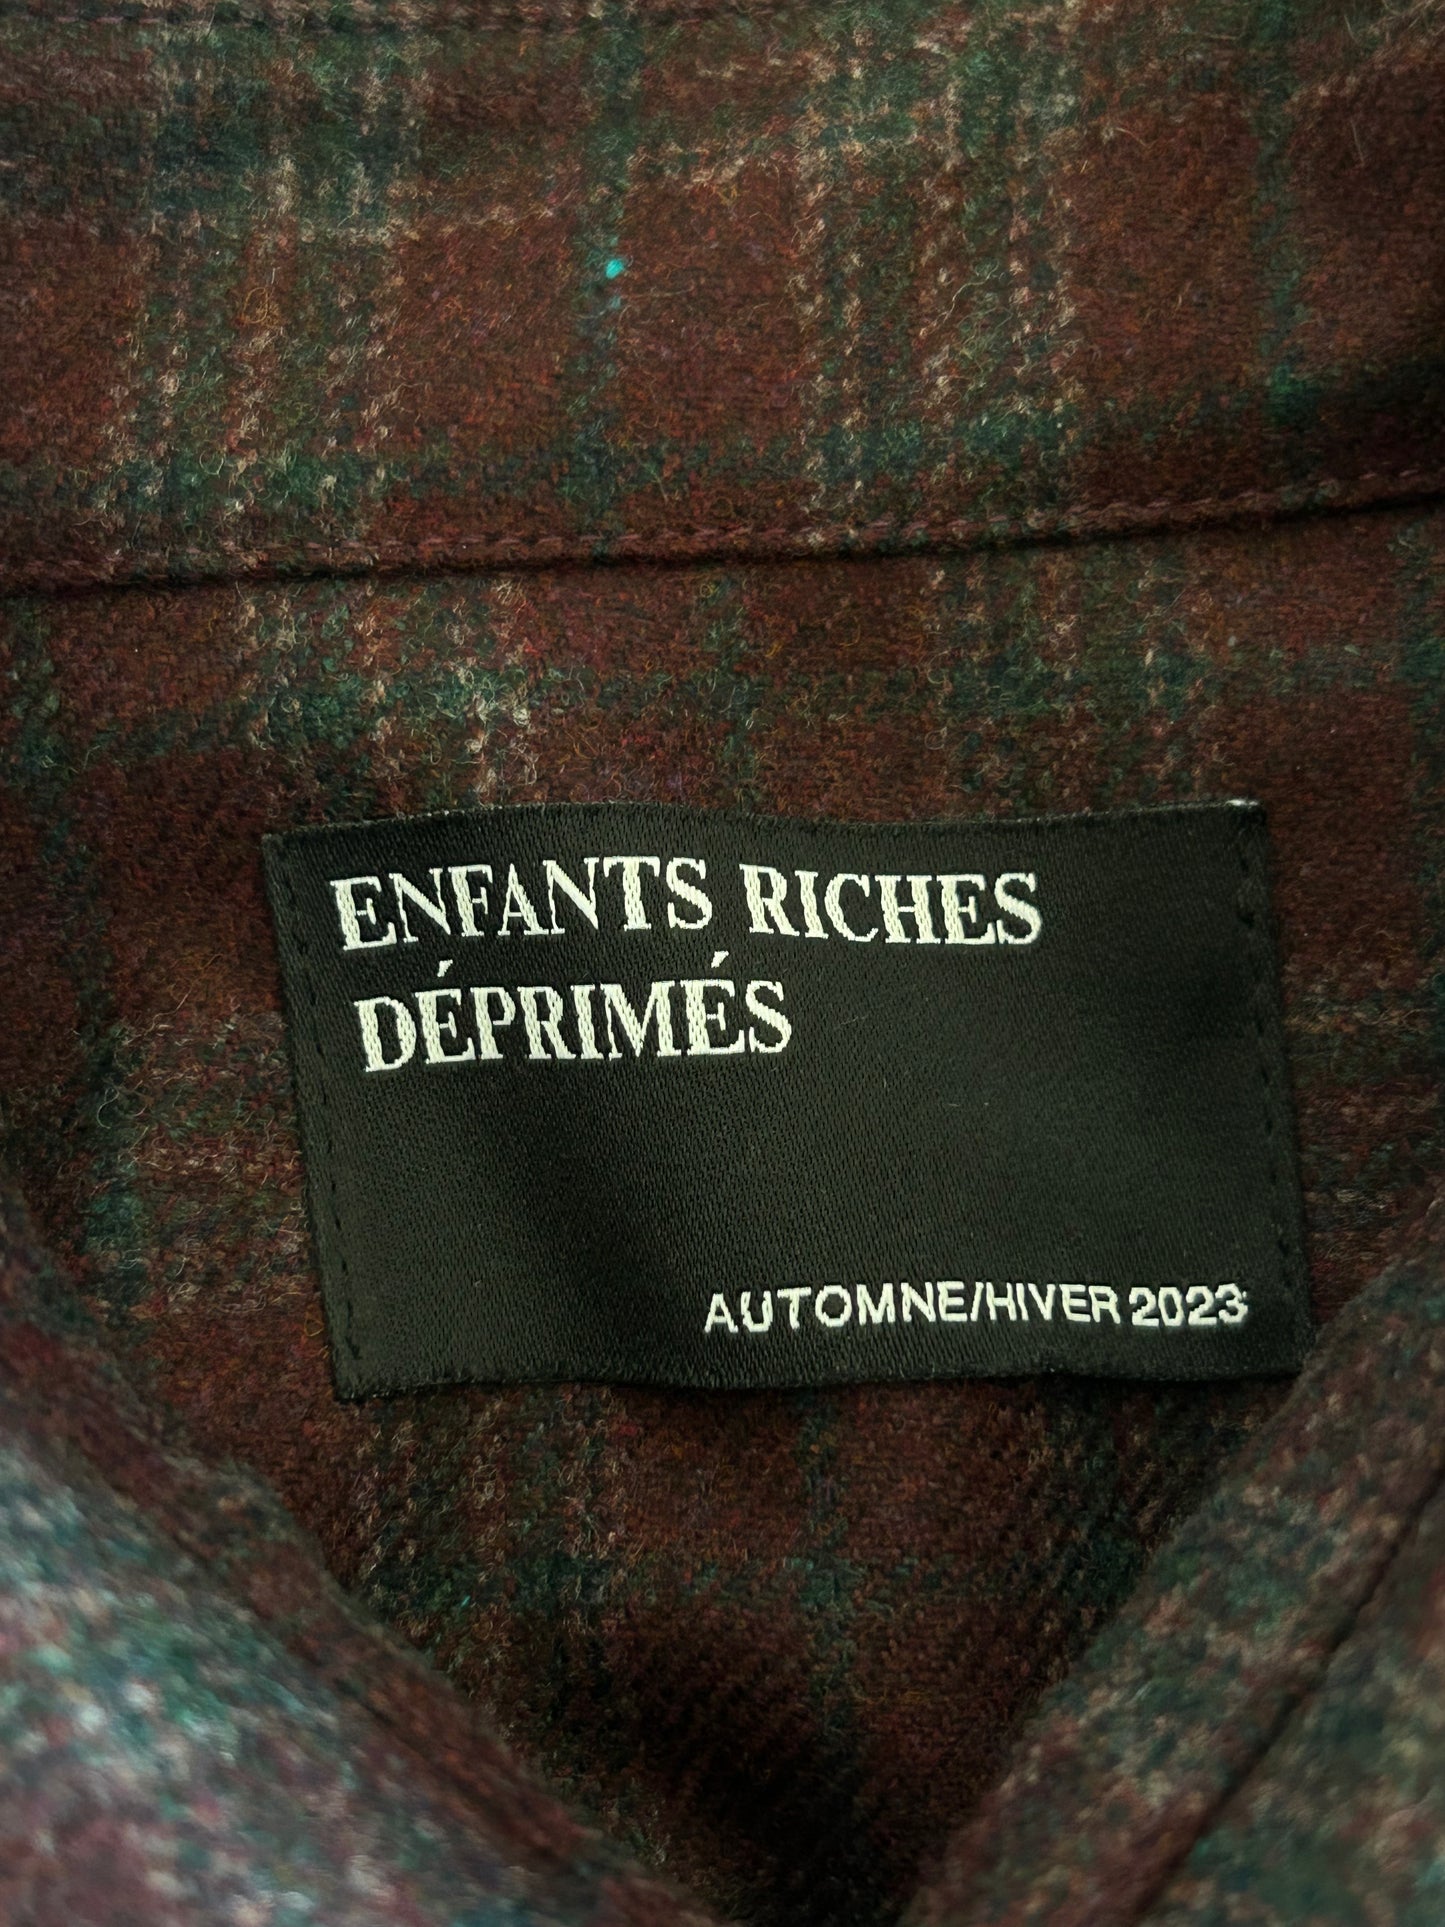 ENFANTS RICHES
DÉPRIMÉS
AUTOMNE/HIVER 2023